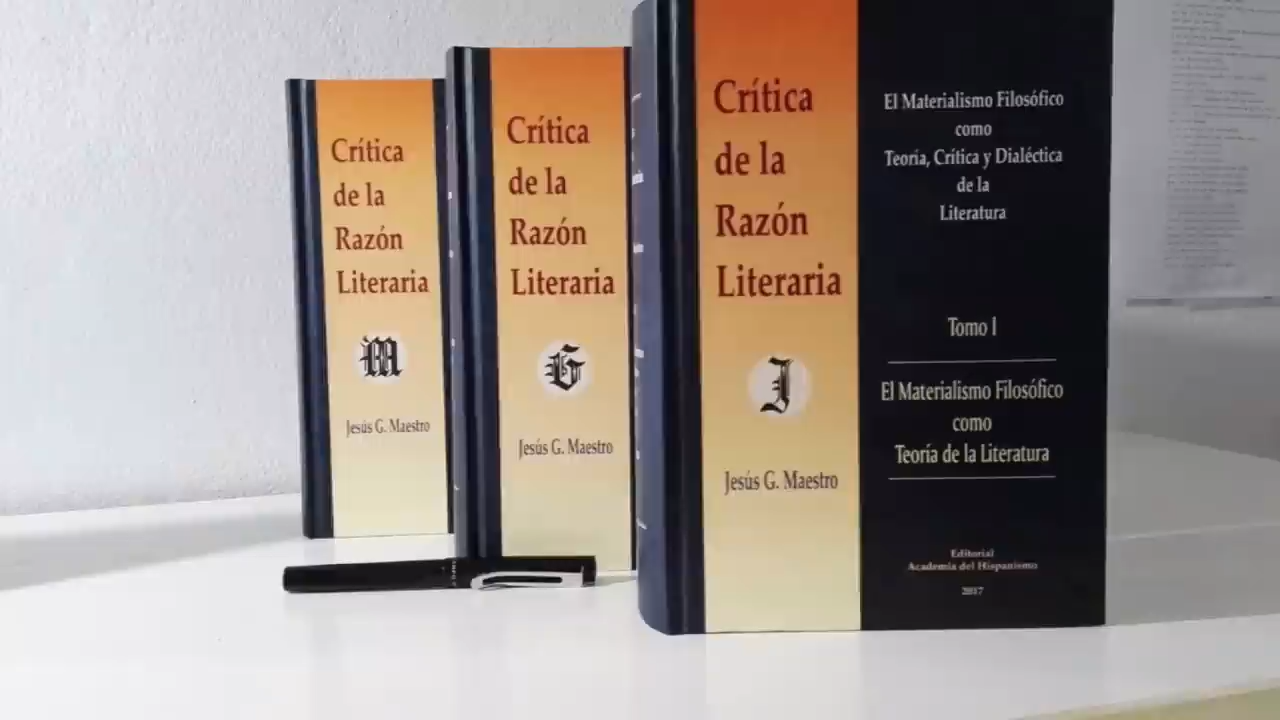 Crítica
de la
Razón
Literaria
M
Jesús G. Maestro
Crítica
de la
Razón
Literaria
G
Jesús G. Maestro
Crítica
de la
Razón
Literaria
J
Jesús G. Maestro
El Materialismo Filosófico
como
Teoría, Crítica y Dialéctica
de la
Literatura
Tomo I
El Materialismo Filosófico
como
Teoría de la Literatura
Editorial
Academia del Hispanismo
2017